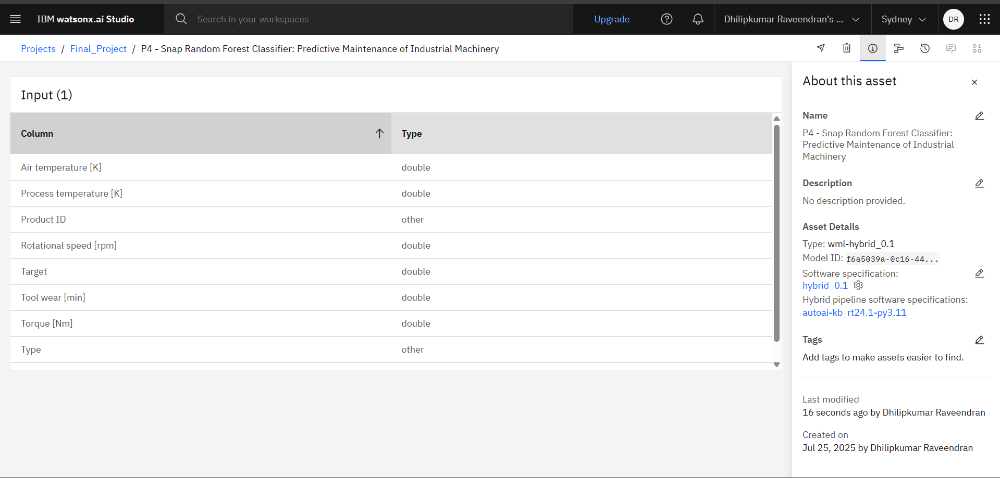 IBM watsonx.ai Studio
Search in your workspaces
Upgrade
Dhilipkumar Raveendran's ...
Sydney
DR
Projects / Final_Project / P4 - Snap Random Forest Classifier: Predictive Maintenance of Industrial Machinery
Input (1)
Column Type
Air temperature [K] double
Process temperature [K] double
Product ID other
Rotational speed [rpm] double
Target double
Tool wear [min] double
Torque [Nm] double
Type other
About this asset
Name
P4 - Snap Random Forest Classifier:
Predictive Maintenance of Industrial
Machinery
Description
No description provided.
Asset Details
Type: wml-hybrid_0.1
Model ID: f6a5039a-0c16-44...
Software specification:
hybrid_0.1
Hybrid pipeline software specifications:
autoai-kb_rt24.1-py3.11
Tags
Add tags to make assets easier to find.
Last modified
16 seconds ago by Dhilipkumar Raveendran
Created on
Jul 25, 2025 by Dhilipkumar Raveendran